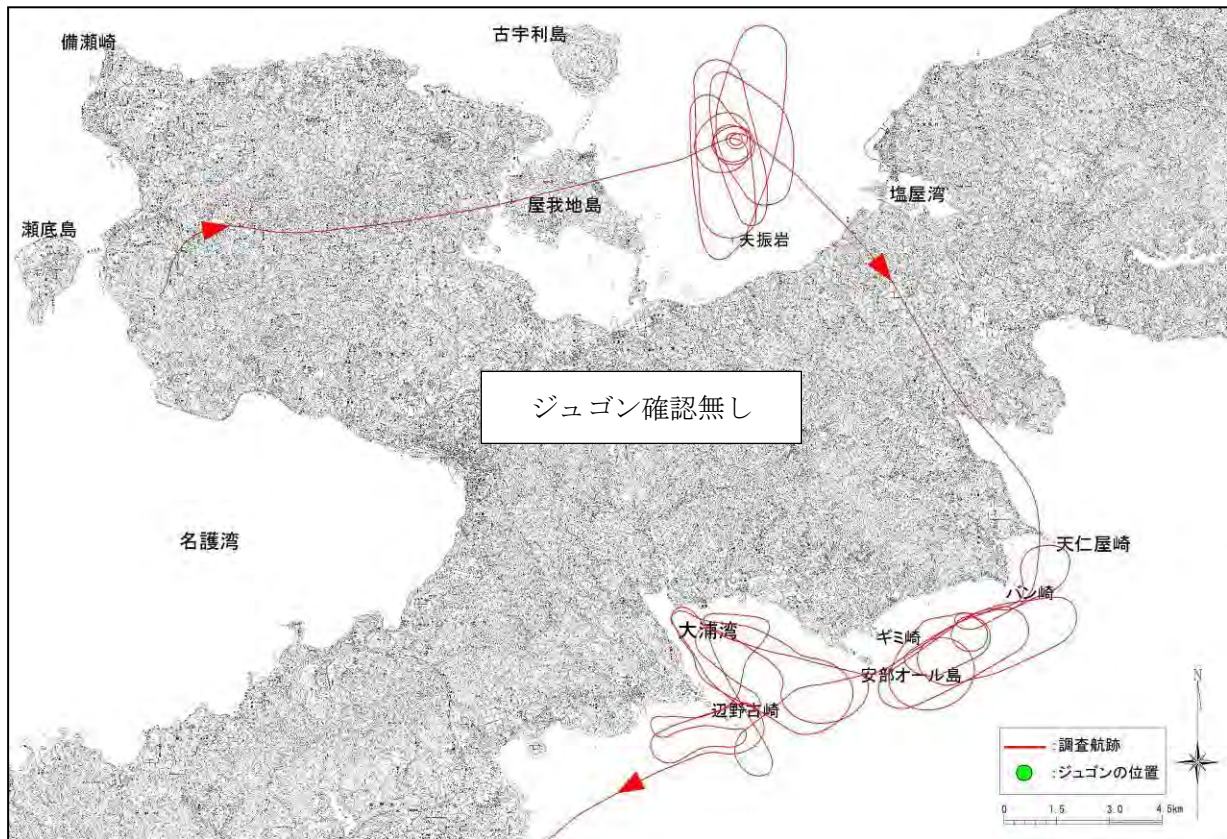 備瀬崎
古宇利島
塩屋湾
屋我地島
瀬底島
天振岩
ジュゴン確認無し
名護湾
天仁屋崎
バン崎
大浦湾
ギミ崎
安部オール島
辺野古崎
N
:調査航跡
:ジュゴンの位置
0 1.5 3.0 4.5km